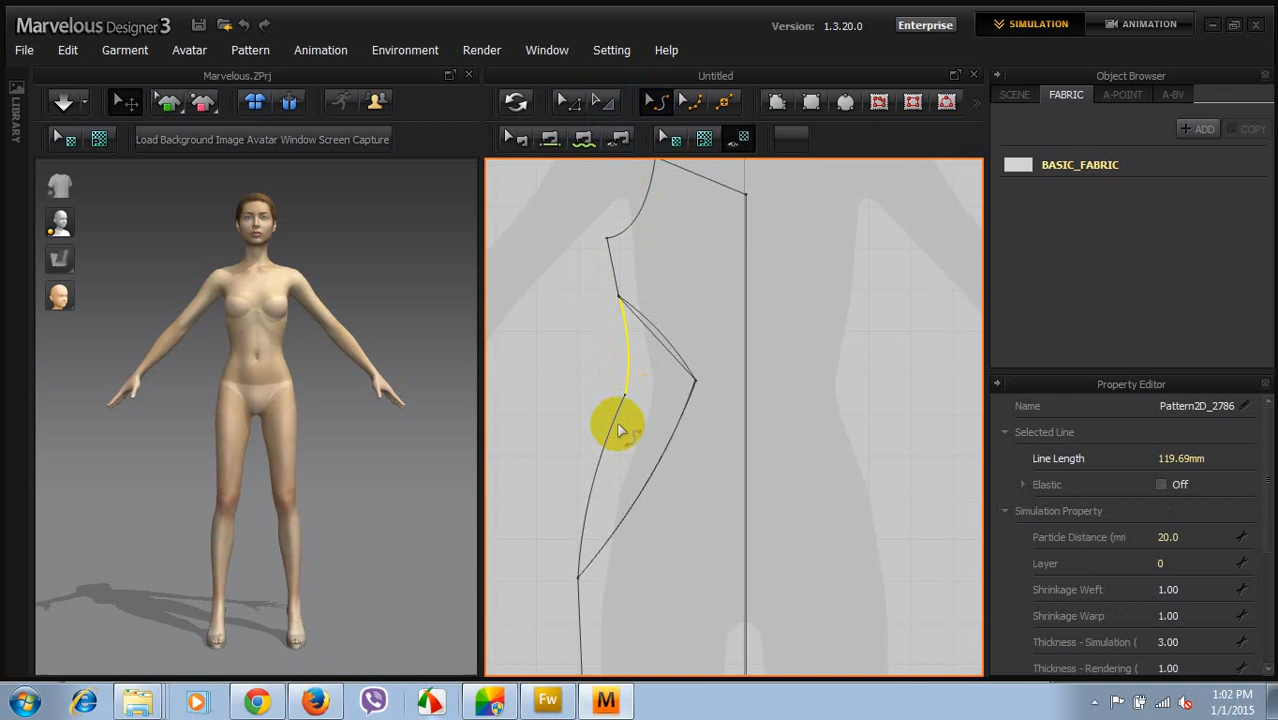 Marvelous Designer 3
Version: 1.3.20.0
Enterprise
SIMULATION
ANIMATION
File Edit Garment Avatar Quilt Pattern Animation Environment Render Window Setting Help
Marvelous.ZPrj
Untitled
Object Browser
LIBRARY
SCENE FABRIC A-POINT A-BV
Load Background Image Avatar Window Screen Capture
+ ADD
COPY
BASIC_FABRIC
Property Editor
Name Pattern2D_2786
Selected Line
Line Length 119.69mm
Elastic Off
Simulation Property
Particle Distance (mr 20.0
Layer 0
Shrinkage Weft 1.00
Shrinkage Warp 1.00
Thickness - Simulation ( 3.00
Thickness - Rendering ( 1.00
Fw
M
1:02 PM
1/1/2015